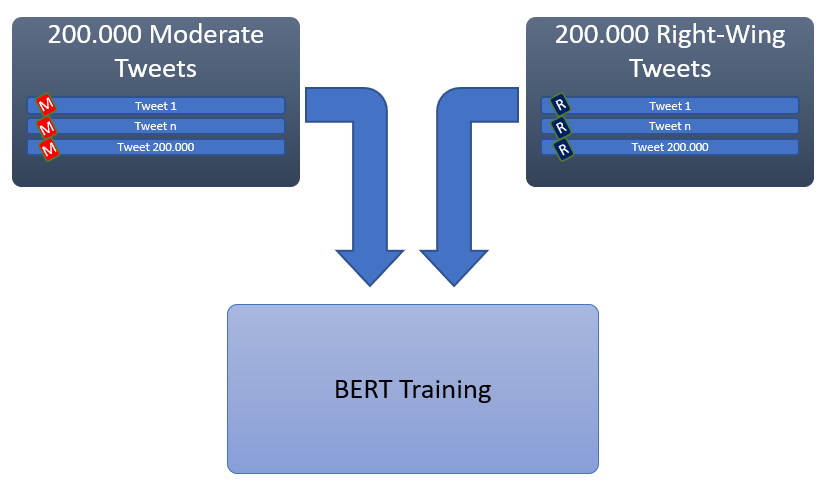 200.000 Moderate
Tweets
M Tweet 1
M Tweet n
M Tweet 200.000
200.000 Right-Wing
Tweets
R Tweet 1
R Tweet n
R Tweet 200.000
BERT Training